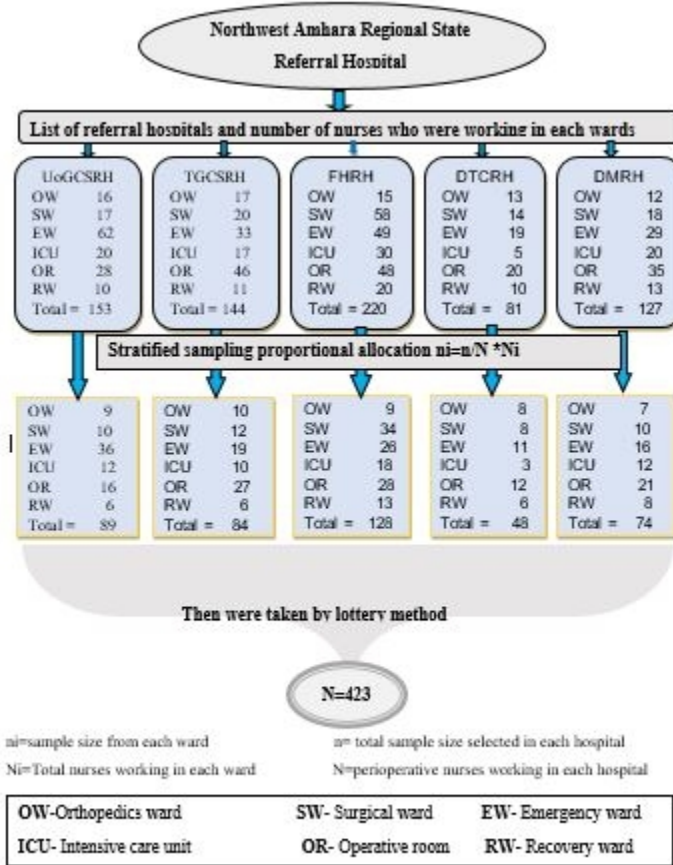 Northwest Amhara Regional State
Referral Hospital
List of referral hospitals and number of nurses who were working in each wards
UoGCSRH
OW 16
SW 17
EW 62
ICU 20
OR 28
RW 10
Total = 153
TGCSRH
OW 17
SW 20
EW 33
ICU 17
OR 46
RW 11
Total = 144
FHRH
OW 15
SW 58
EW 49
ICU 30
OR 48
RW 20
Total = 220
DTCRH
OW 13
SW 14
EW 19
ICU 5
OR 20
RW 10
Total = 81
DMRH
OW 12
SW 18
EW 29
ICU 20
OR 35
RW 13
Total = 127
Stratified sampling proportional allocation ni=n/N *Ni
OW 9
SW 10
EW 36
ICU 12
OR 16
RW 6
Total = 89
OW 10
SW 12
EW 19
ICU 10
OR 27
RW 6
Total = 84
OW 9
SW 34
EW 26
ICU 18
OR 28
RW 13
Total = 128
OW 8
SW 8
EW 11
ICU 3
OR 12
RW 6
Total = 48
OW 7
SW 10
EW 16
ICU 12
OR 21
RW 8
Total = 74
Then were taken by lottery method
N=423
ni=sample size from each ward
n= total sample size selected in each hospital
Ni=Total nurses working in each ward
N=perioperative nurses working in each hospital
OW-Orthopedics ward SW- Surgical ward EW- Emergency ward
ICU- Intensive care unit OR- Operative room RW- Recovery ward